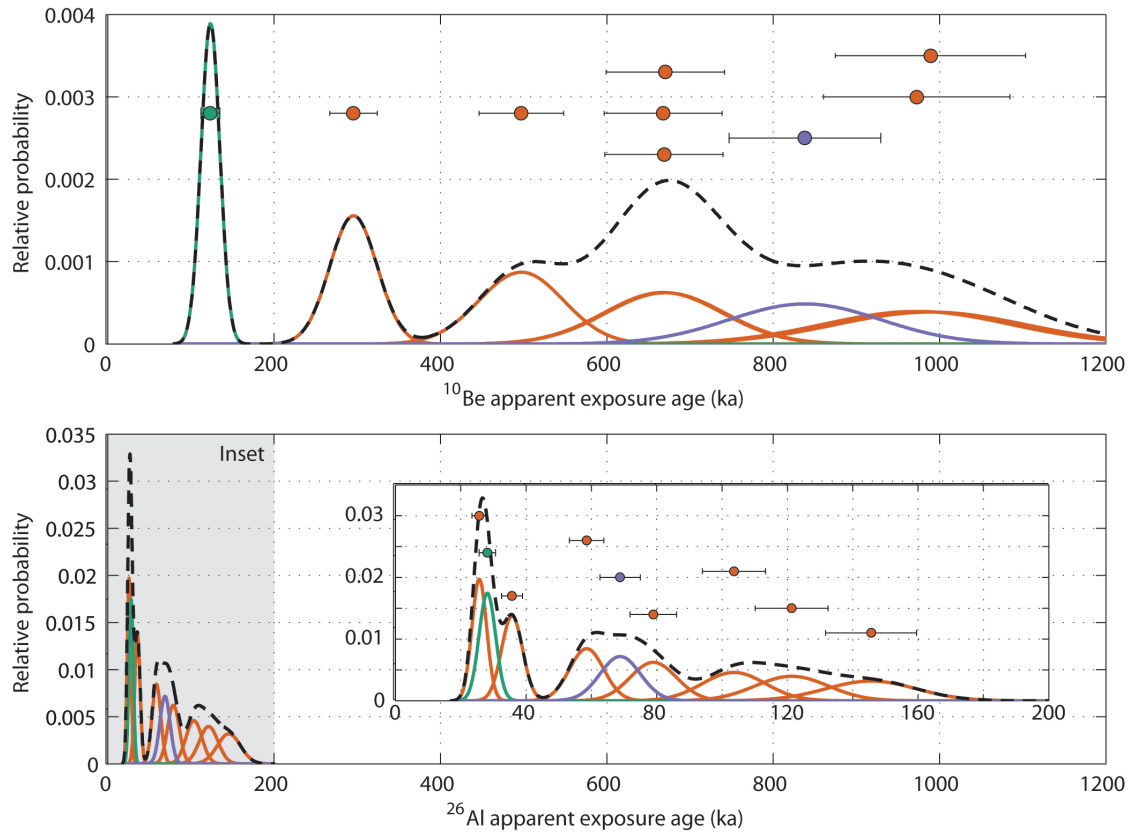 0.004
0.003
0.002
0.001
0
Relative probability
0 200 400 600 800 1000 1200
10Be apparent exposure age (ka)
0.035
0.03
0.025
0.02
0.015
0.01
0.005
0
Relative probability
Inset
0.03
0.02
0.01
0
0 40 80 120 160 200
0 200 400 600 800 1000 1200
26Al apparent exposure age (ka)